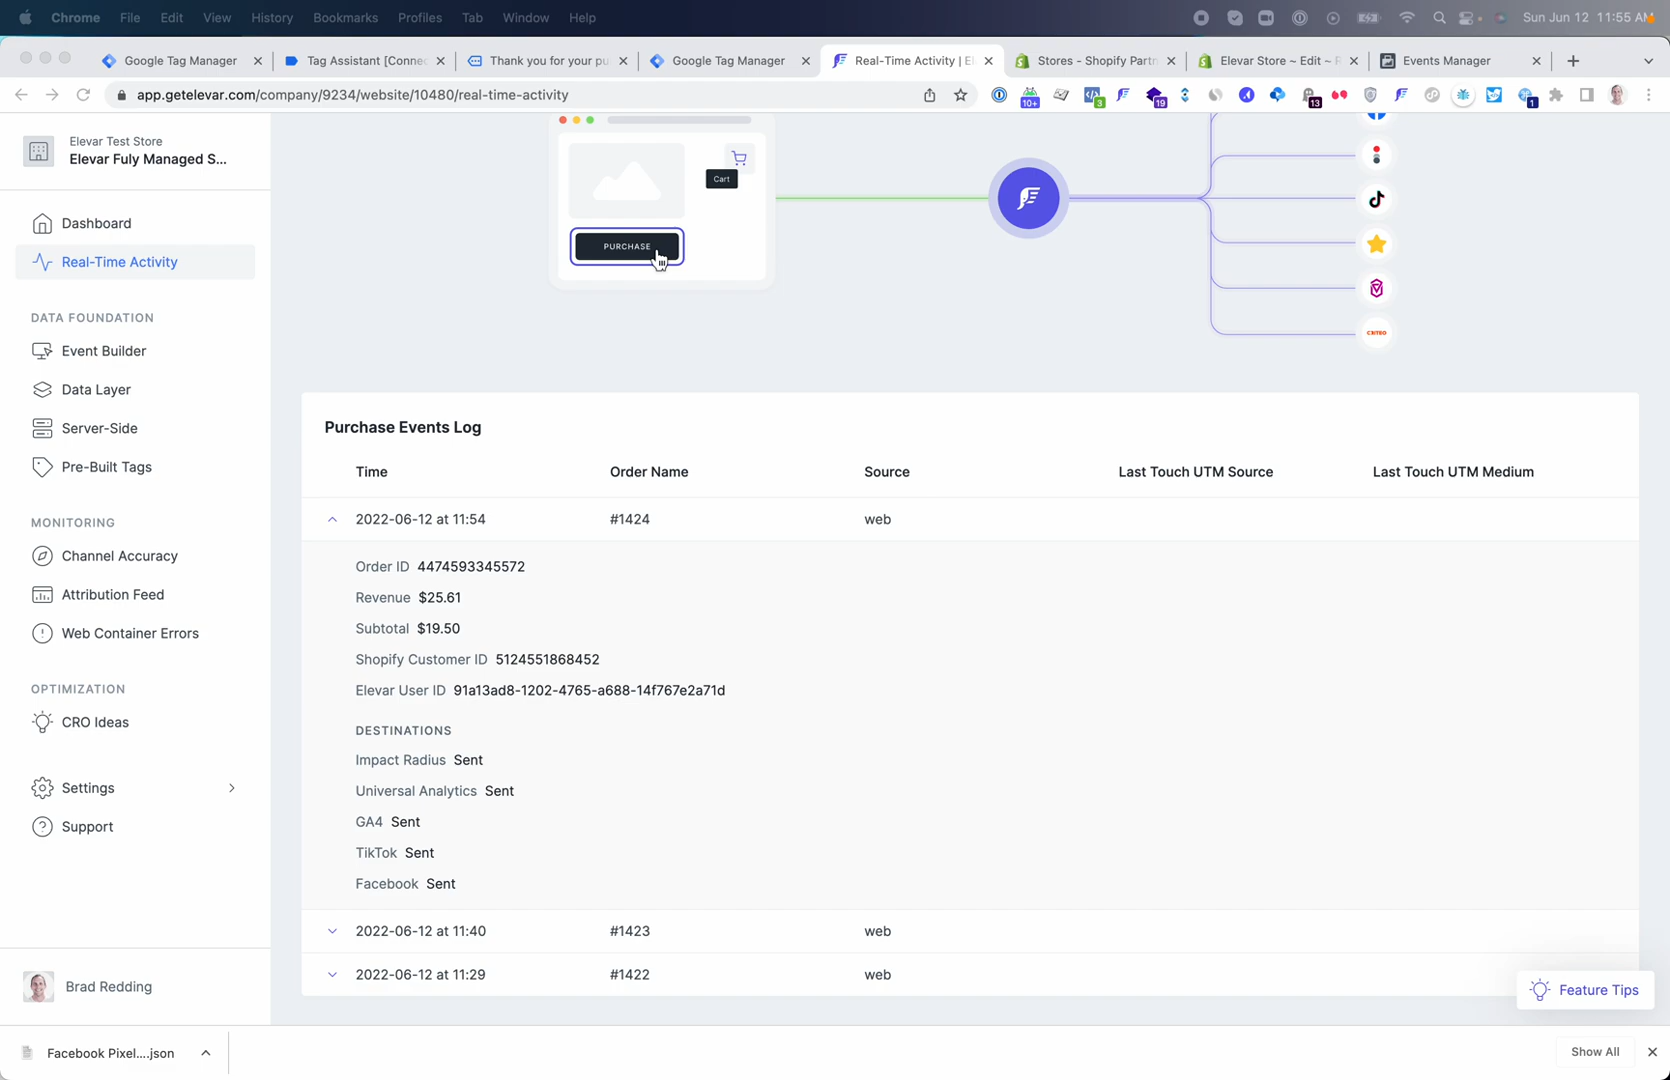 Chrome File Edit View History Bookmarks Profiles Tab Window Help Sun Jun 12 11:55 AM
Google Tag Manager
Tag Assistant [Connec
Thank you for your pu
Google Tag Manager
Real-Time Activity | El
Stores - Shopify Partn
Elevar Store ~ Edit ~ R
Events Manager
app.getelevar.com/company/9234/website/10480/real-time-activity
10+
3
19
13
1
Elevar Test Store
Elevar Fuly Managed S...
Dashboard
Real-Time Activity
DATA FOUNDATION
Event Builder
Data Layer
Server-Side
Pre-Built Tags
MONITORING
Channel Accuracy
Attribution Feed
Web Container Errors
OPTIMIZATION
CRO Ideas
Settings
Support
Brad Redding
Cart
PURCHASE
CRITEO
Purchase Events Log
Time Order Name Source Last Touch UTM Source Last Touch UTM Medium
2022-06-12 at 11:54 #1424 web
Order ID 4474593345572
Revenue $25.61
Subtotal $19.50
Shopify Customer ID 5124551868452
Elevar User ID 91a13ad8-1202-4765-a688-14f767e2a71d
DESTINATIONS
Impact Radius Sent
Universal Analytics Sent
GA4 Sent
TikTok Sent
Facebook Sent
2022-06-12 at 11:40 #1423 web
2022-06-12 at 11:29 #1422 web
Feature Tips
Facebook Pixel....json
Show All